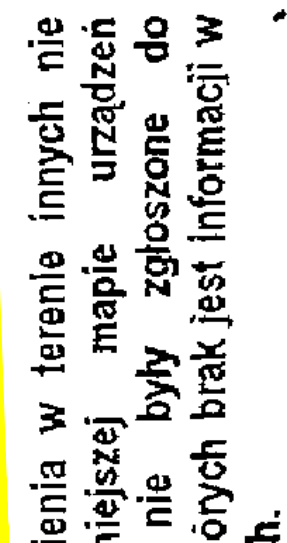 ienia w terenie innych nie
niejszej mapie urządzeń
nie były zgłoszone do
órych brak jest informacji w
h.